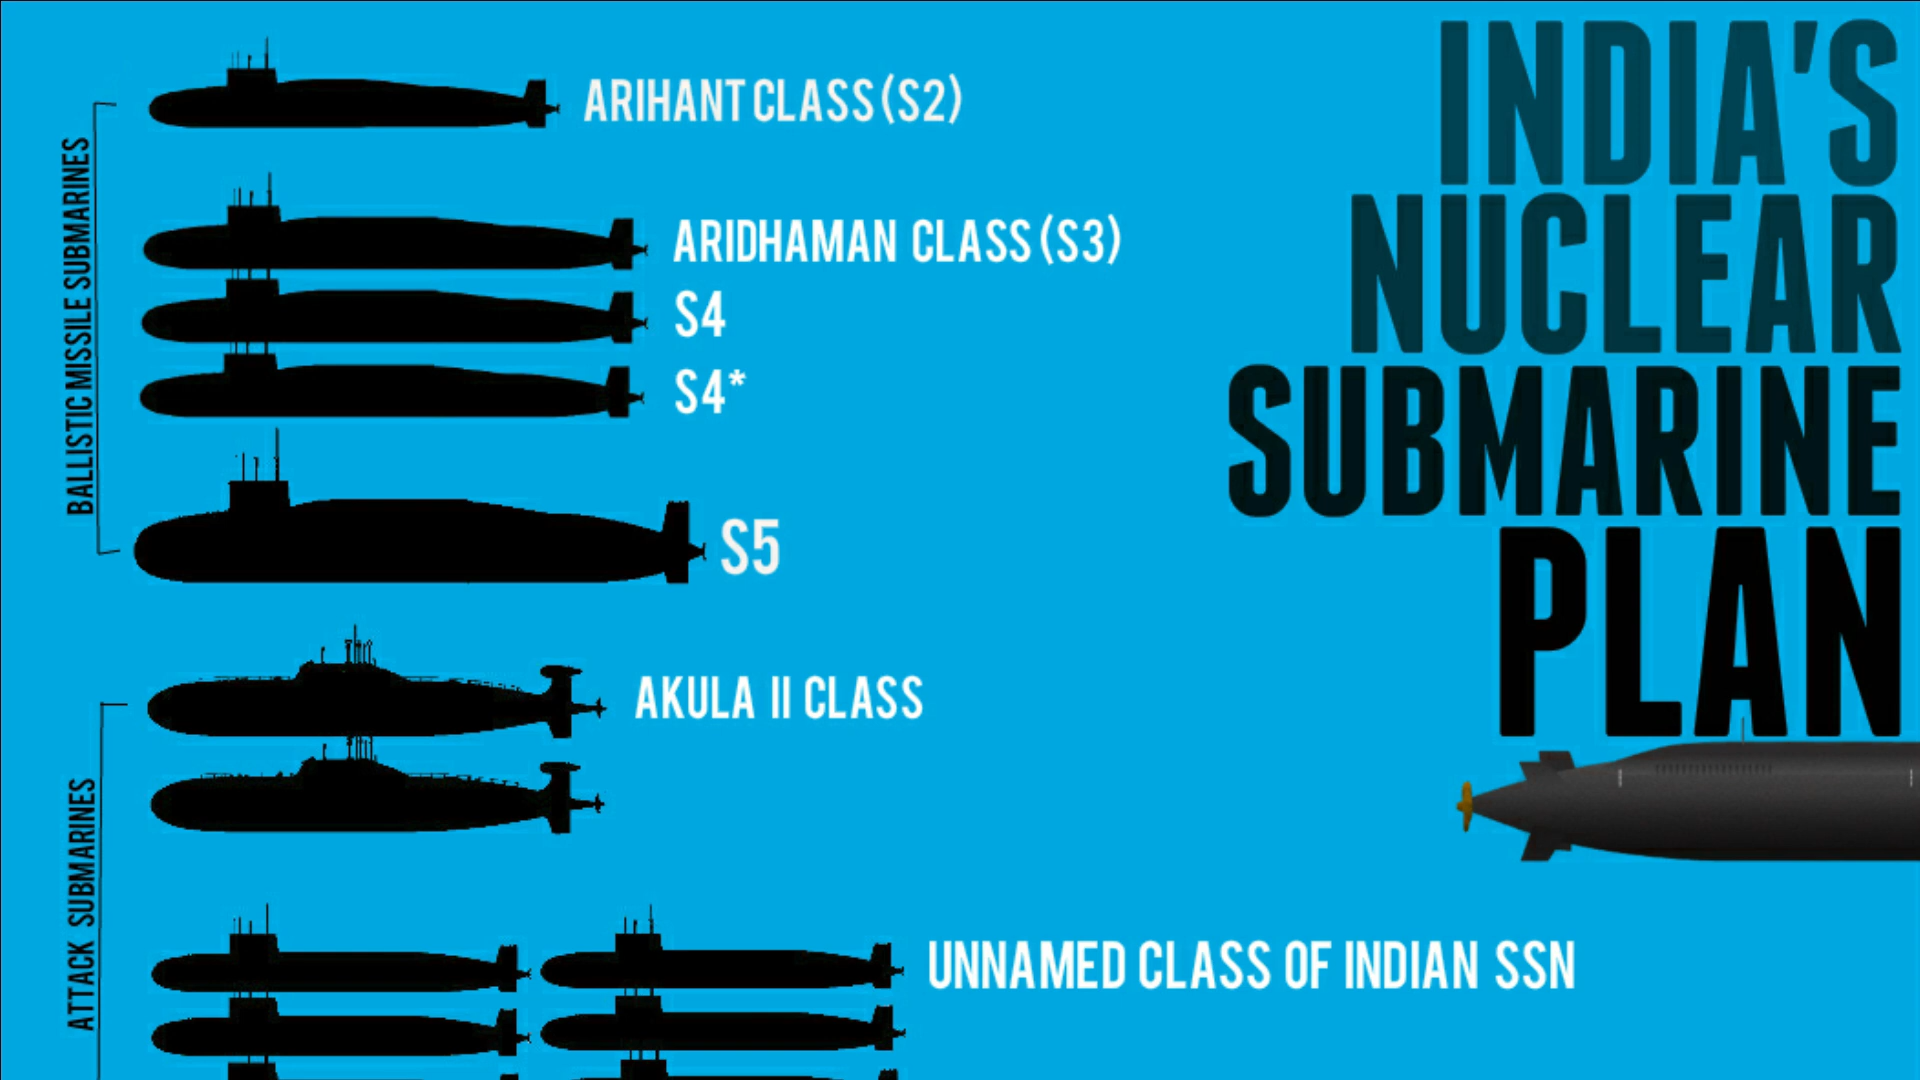 INDIA'S
NUCLEAR
SUBMARINE
PLAN
BALLISTIC MISSILE SUBMARINES
ARIHANT CLASS (S2)
ARIDHAMAN CLASS (S3)
S4
S4*
S5
ATTACK SUBMARINES
AKULA II CLASS
UNNAMED CLASS OF INDIAN SSN